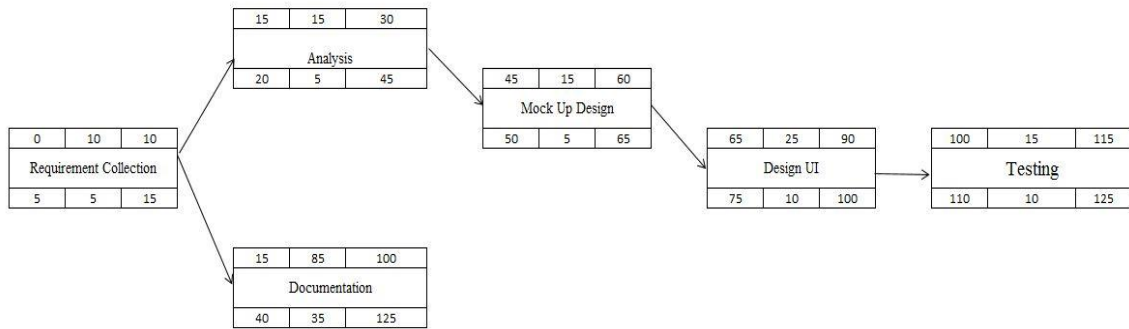 0 10 10
Requirement Collection
5 5 15
15 15 30
Analysis
20 5 45
15 85 100
Documentation
40 35 125
45 15 60
Mock Up Design
50 5 65
65 25 90
Design UI
75 10 100
100 15 115
Testing
110 10 125